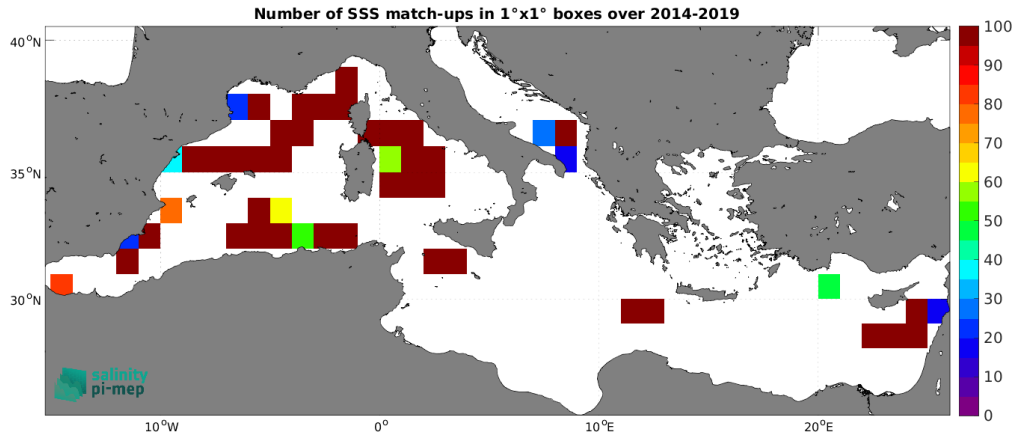 Number of SSS match-ups in 1°x1° boxes over 2014-2019
40°N
35°N
30°N
10°W
0°
10°E
20°E
100
90
80
70
60
50
40
30
20
10
0
salinity
pi-mep